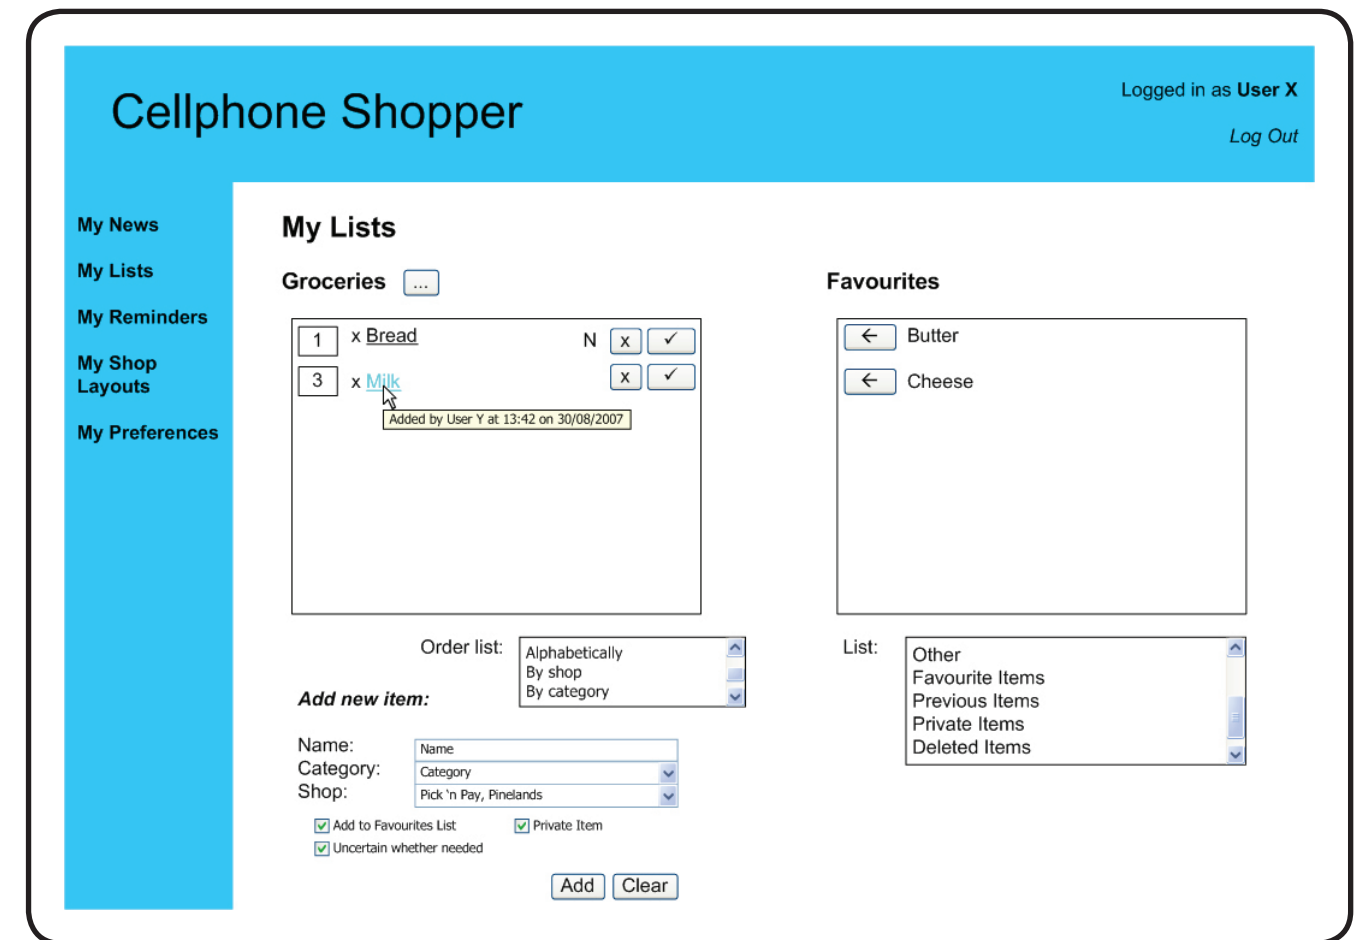 Cellphone Shopper
Logged in as User X
Log Out
My News
My Lists
My Reminders
My Shop
Layouts
My Preferences
My Lists
Groceries ...
1 x Bread N x ✓
3 x Milk x ✓
Added by User Y at 13:42 on 30/08/2007
Order list:
Alphabetically
By shop
By category
Add new item:
Name: Name
Category: Category
Shop: Pick 'n Pay, Pinelands
Add to Favourites List
Private Item
Uncertain whether needed
Add Clear
Favourites
← Butter
← Cheese
List:
Other
Favourite Items
Previous Items
Private Items
Deleted Items